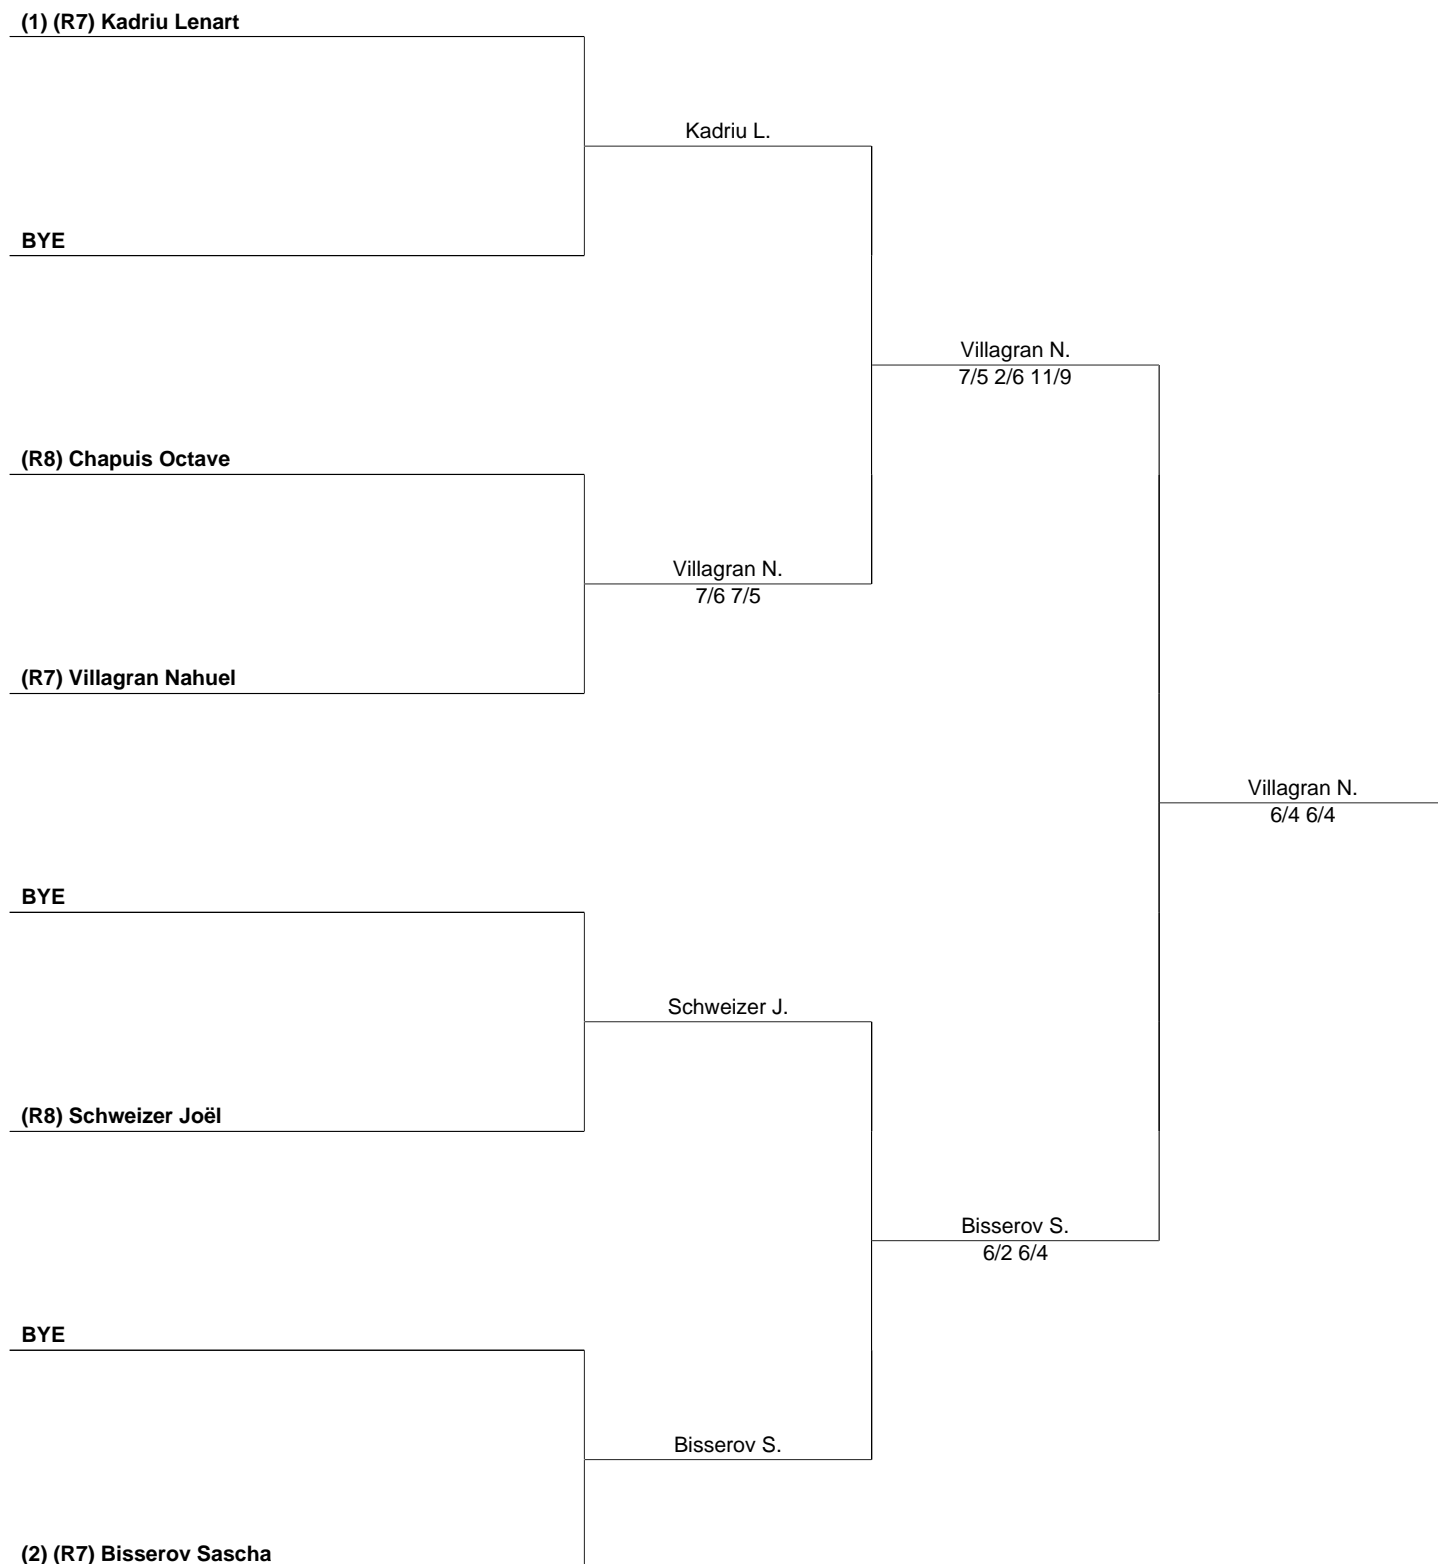 (1) (R7) Kadriu Lenart
Kadriu L.
BYE
Villagran N.
7/5 2/6 11/9
(R8) Chapuis Octave
Villagran N.
7/6 7/5
(R7) Villagran Nahuel
Villagran N.
6/4 6/4
BYE
Schweizer J.
(R8) Schweizer Joël
Bisserov S.
6/2 6/4
BYE
Bisserov S.
(2) (R7) Bisserov Sascha